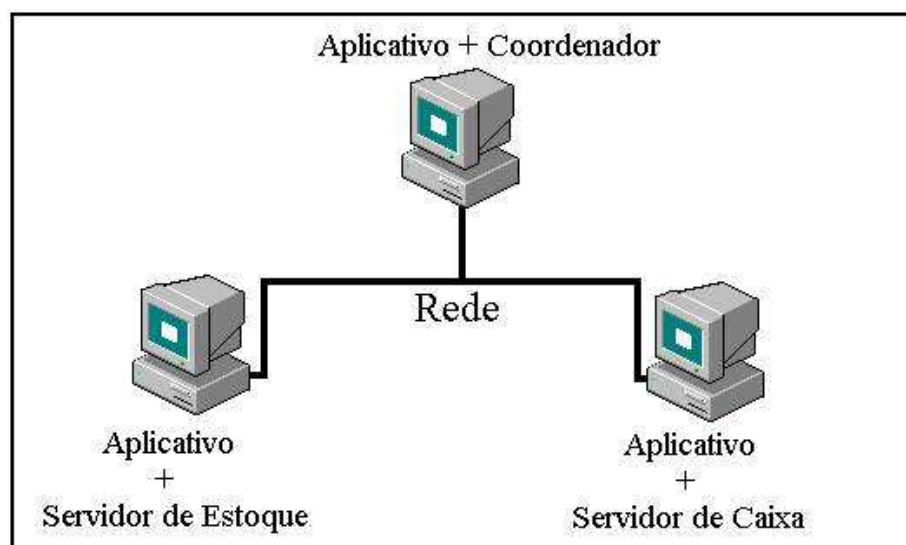 Aplicativo + Coordenador
Rede
Aplicativo
+
Servidor de Estoque
Aplicativo
+
Servidor de Caixa